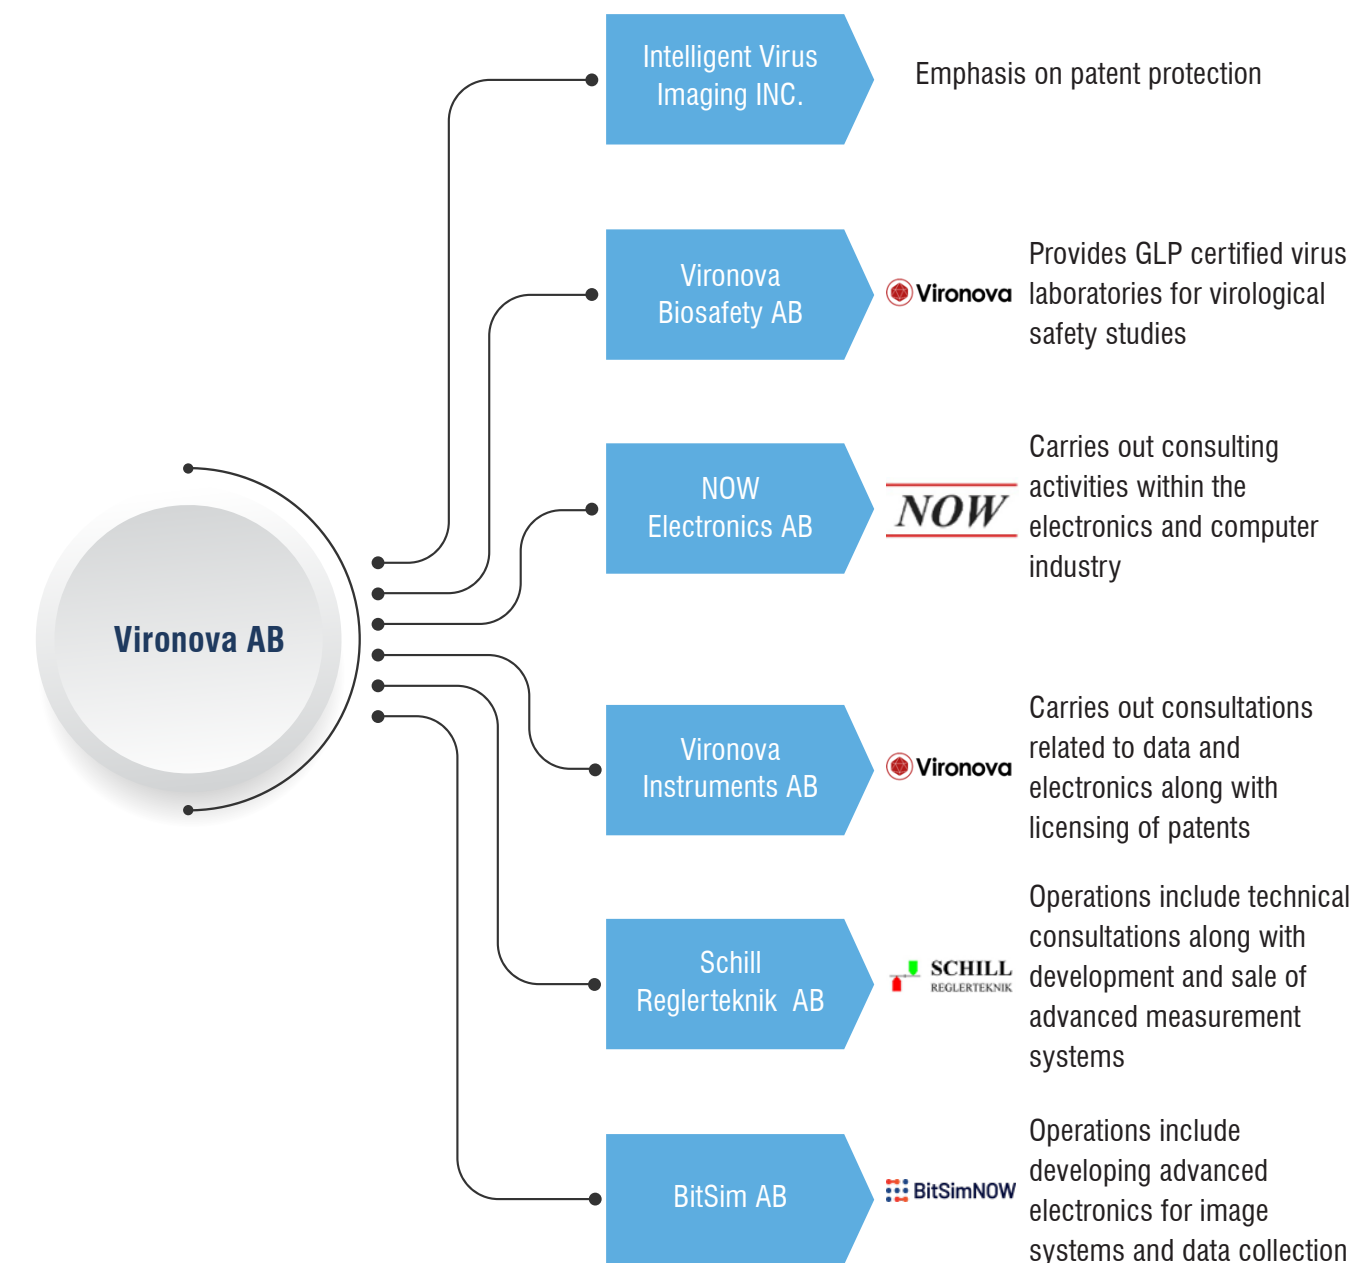 Intelligent Virus
Imaging INC.
Emphasis on patent protection
Vironova
Biosafety AB
Vironova
Provides GLP certified virus
laboratories for virological
safety studies
NOW
Electronics AB
NOW
Carries out consulting
activities within the
electronics and computer
industry
Vironova AB
Vironova
Instruments AB
Vironova
Carries out consultations
related to data and
electronics along with
licensing of patents
Schill
Reglerteknik  AB
SCHILL
REGLERTEKNIK
Operations include technical
consultations along with
development and sale of
advanced measurement
systems
BitSim AB
BitSimNOW
Operations include
developing advanced
electronics for image
systems and data collection